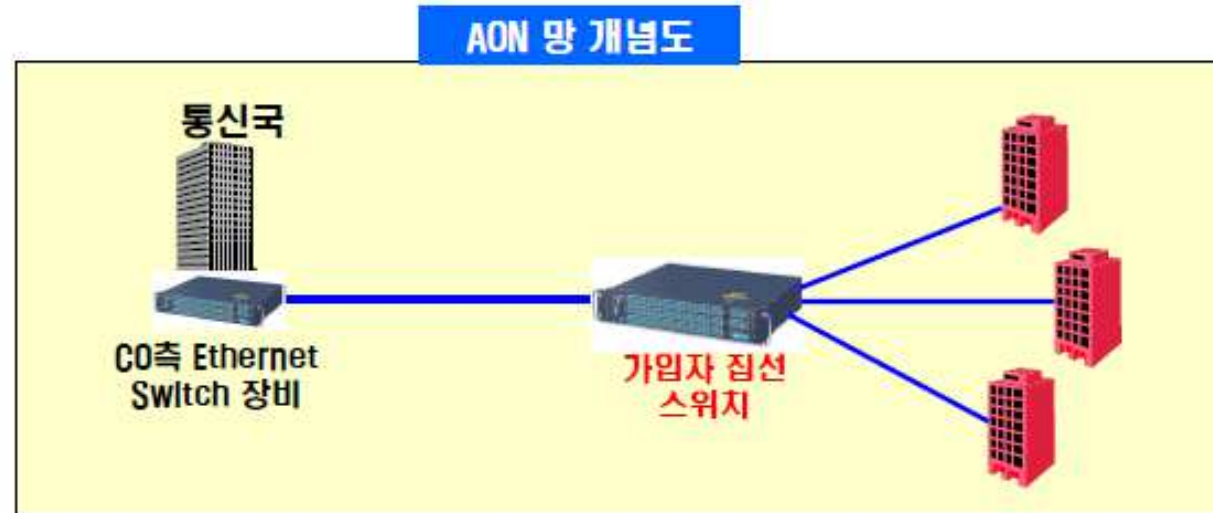 AON 망 개념도
통신국
CO측 Ethernet
Switch 장비
가입자 집선
스위치